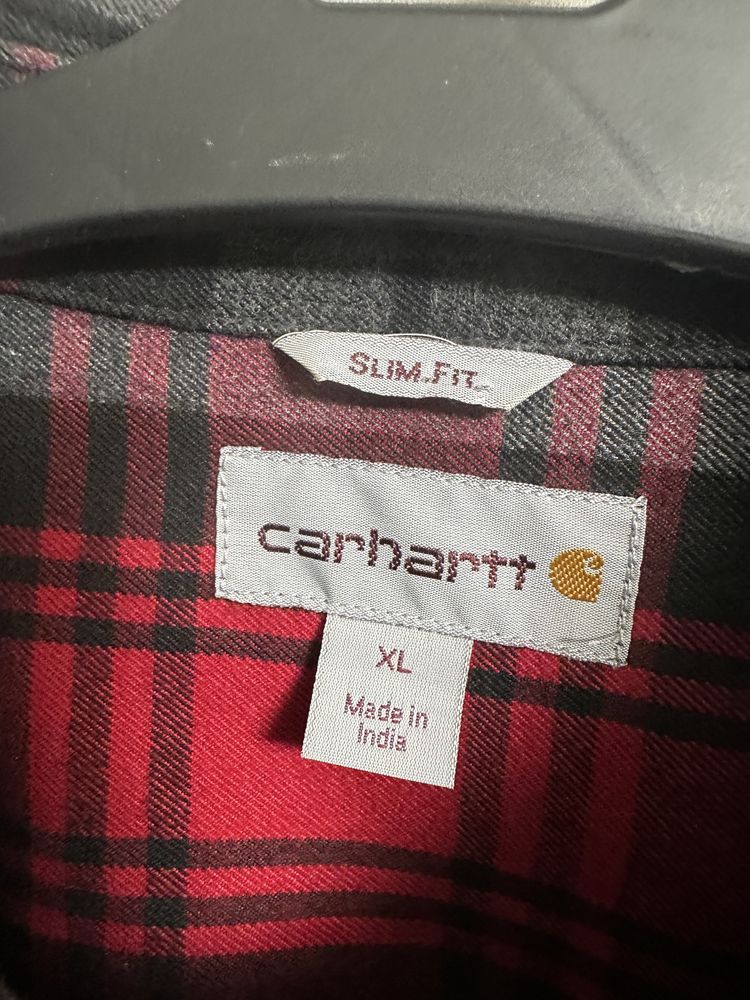 SLIM FIT
carhartt
XL
Made in
India